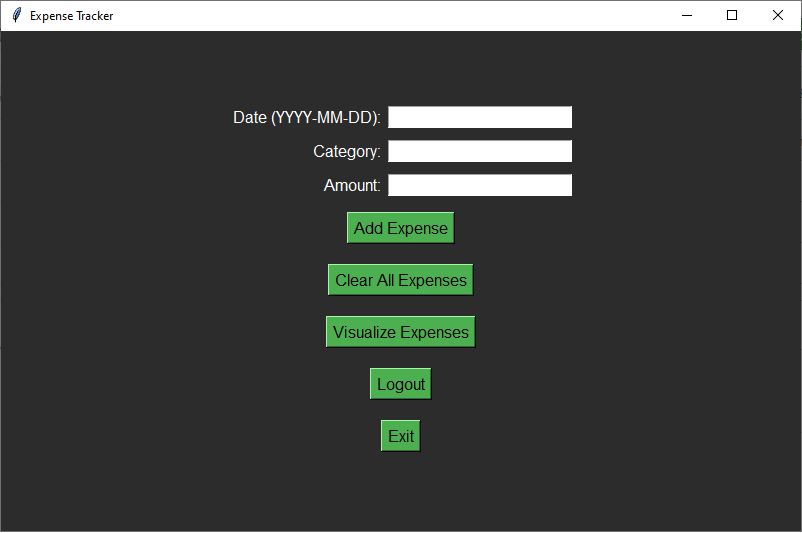 Expense Tracker
Date (YYYY-MM-DD):
Category:
Amount:
Add Expense
Clear All Expenses
Visualize Expenses
Logout
Exit